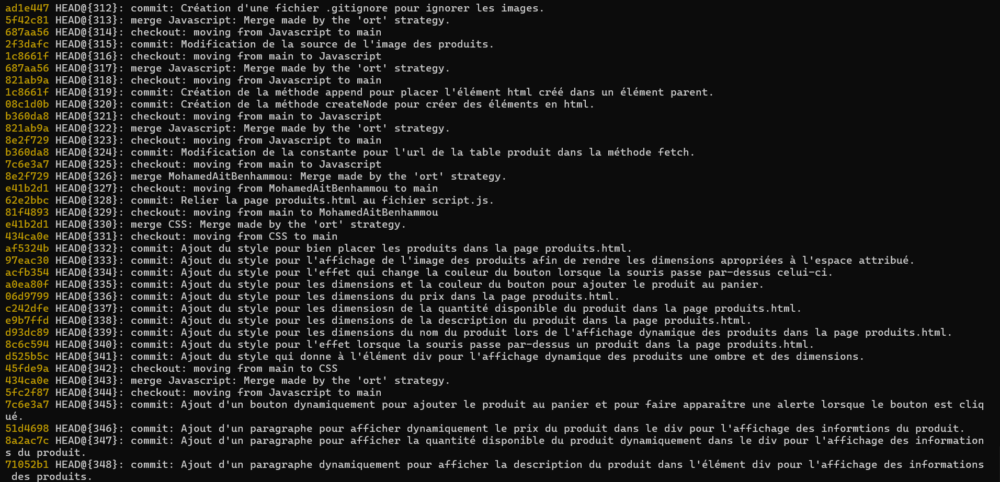 ad1e447 HEAD@{312}: commit: Création d'une fichier .gitignore pour ignorer les images.
5f42c81 HEAD@{313}: merge Javascript: Merge made by the 'ort' strategy.
687aa56 HEAD@{314}: checkout: moving from Javascript to main
2f3dafc HEAD@{315}: commit: Modification de la source de l'image des produits.
1c8661f HEAD@{316}: checkout: moving from main to Javascript
687aa56 HEAD@{317}: merge Javascript: Merge made by the 'ort' strategy.
821ab9a HEAD@{318}: checkout: moving from Javascript to main
1c8661f HEAD@{319}: commit: Création de la méthode append pour placer l'élément html créé dans un élément parent.
08c1d0b HEAD@{320}: commit: Création de la méthode createNode pour créer des éléments en html.
b360da8 HEAD@{321}: checkout: moving from main to Javascript
821ab9a HEAD@{322}: merge Javascript: Merge made by the 'ort' strategy.
8e2f729 HEAD@{323}: checkout: moving from Javascript to main
b360da8 HEAD@{324}: commit: Modification de la constante pour l'url de la table produit dans la méthode fetch.
7c6e3a7 HEAD@{325}: checkout: moving from main to Javascript
8e2f729 HEAD@{326}: merge MohamedAitBenhammou: Merge made by the 'ort' strategy.
e41b2d1 HEAD@{327}: checkout: moving from MohamedAitBenhammou to main
62e2bbc HEAD@{328}: commit: Relier la page produits.html au fichier script.js.
81f4893 HEAD@{329}: checkout: moving from main to MohamedAitBenhammou
e41b2d1 HEAD@{330}: merge CSS: Merge made by the 'ort' strategy.
434ca0e HEAD@{331}: checkout: moving from CSS to main
af5324b HEAD@{332}: commit: Ajout du style pour bien placer les produits dans la page produits.html.
97eac30 HEAD@{333}: commit: Ajout du style pour l'affichage de l'image des produits afin de rendre les dimensions apropriées à l'espace attribué.
acfb354 HEAD@{334}: commit: Ajout du style pour l'effet qui change la couleur du bouton lorsque la souris passe par-dessus celui-ci.
a0ea80f HEAD@{335}: commit: Ajout du style pour les dimensions et la couleur du bouton pour ajouter le produit au panier.
06d9799 HEAD@{336}: commit: Ajout du style pour les dimensions du prix dans la page produits.html.
c242dfe HEAD@{337}: commit: Ajout du style pour les dimensiosn de la quantité disponible du produit dans la page produits.html.
e9b7ffd HEAD@{338}: commit: Ajout du style pour les dimensions de la description du produit dans la page produits.html.
d93dc89 HEAD@{339}: commit: Ajout du style pour les dimensions du nom du produit lors de l'affichage dynamique des produits dans la page produits.html.
8c6c594 HEAD@{340}: commit: Ajout du style pour l'effet lorsque la souris passe par-dessus un produit dans la page produits.html.
d525b5c HEAD@{341}: commit: Ajout du style qui donne à l'élément div pour l'affichage dynamique des produits une ombre et des dimensions.
45fde9a HEAD@{342}: checkout: moving from main to CSS
434ca0e HEAD@{343}: merge Javascript: Merge made by the 'ort' strategy.
5fc2f87 HEAD@{344}: checkout: moving from Javascript to main
7c6e3a7 HEAD@{345}: commit: Ajout d'un bouton dynamiquement pour ajouter le produit au panier et pour faire apparaître une alerte lorsque le bouton est cliq
ué.
51d4698 HEAD@{346}: commit: Ajout d'un paragraphe pour afficher dynamiquement le prix du produit dans le div pour l'affichage des informtions du produit.
8a2ac7c HEAD@{347}: commit: Ajout d'un paragraphe pour afficher la quantité disponible du produit dynamiquement dans le div pour l'affichage des information
s du produit.
71052b1 HEAD@{348}: commit: Ajout d'un paragraphe dynamiquement pour afficher la description du produit dans l'élément div pour l'affichage des informations
 des produits.